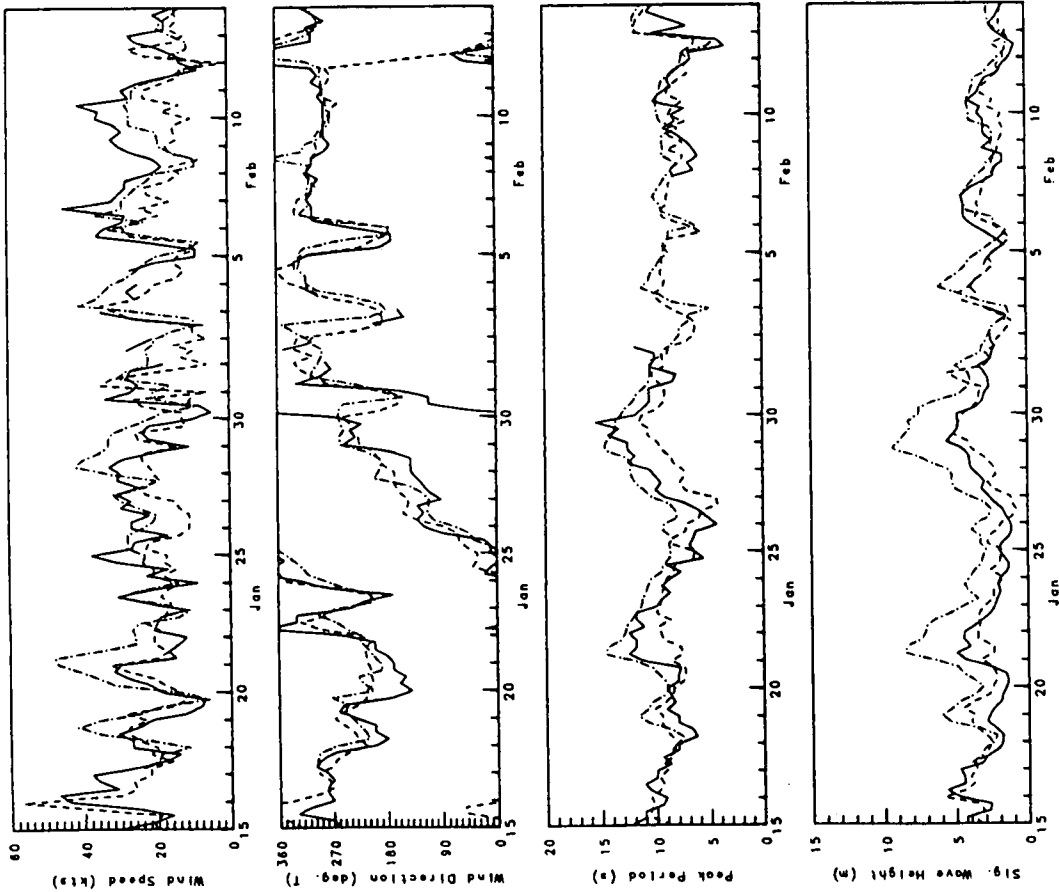 Wind Speed (kts)
60
40
20
0
15 20 25 30 5 10
Jan Feb
Wind Direction (deg. T)
360
270
180
90
0
15 20 25 30 5 10
Jan Feb
Peak Period (s)
20
15
10
5
0
15 20 25 30 5 10
Jan Feb
Sig. Wave Height (m)
15
10
5
0
15 20 25 30 5 10
Jan Feb